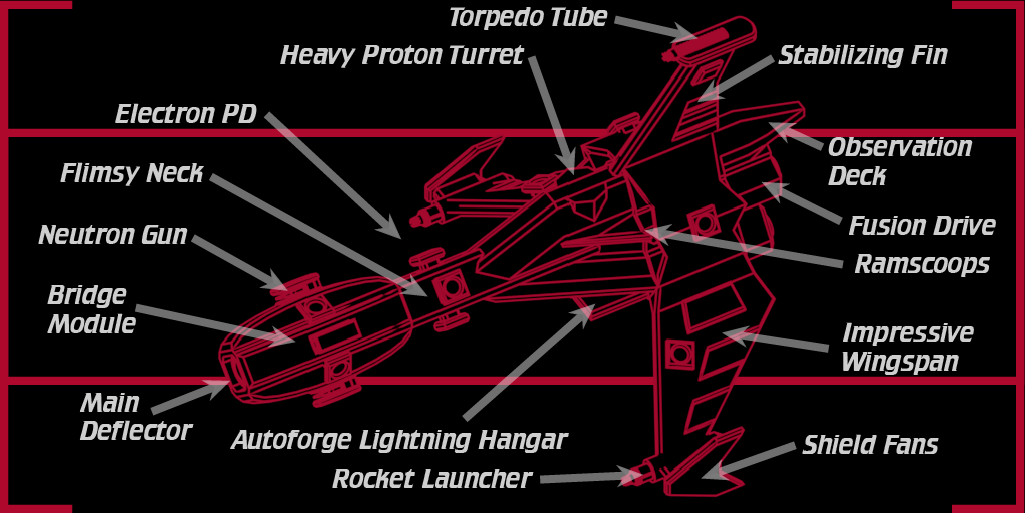 Torpedo Tube
Heavy Proton Turret
Stabilizing Fin
Electron PD
Observation
Deck
Flimsy Neck
Fusion Drive
Neutron Gun
Ramscoops
Bridge
Module
Impressive
Wingspan
Main
Deflector
Autoforge Lightning Hangar
Shield Fans
Rocket Launcher